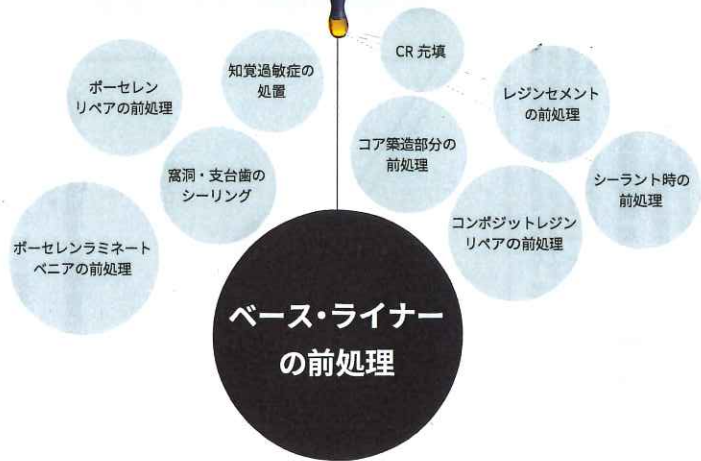 CR 充填
知覚過敏症の
処置
ポーセレン
リペアの前処理
レジンセメント
の前処理
コア築造部分の
前処理
窩洞・支台歯の
シーリング
シーラント時の
前処理
コンポジットレジン
リペアの前処理
ポーセレンラミネート
ベニアの前処理
ベース・ライナー
の前処理